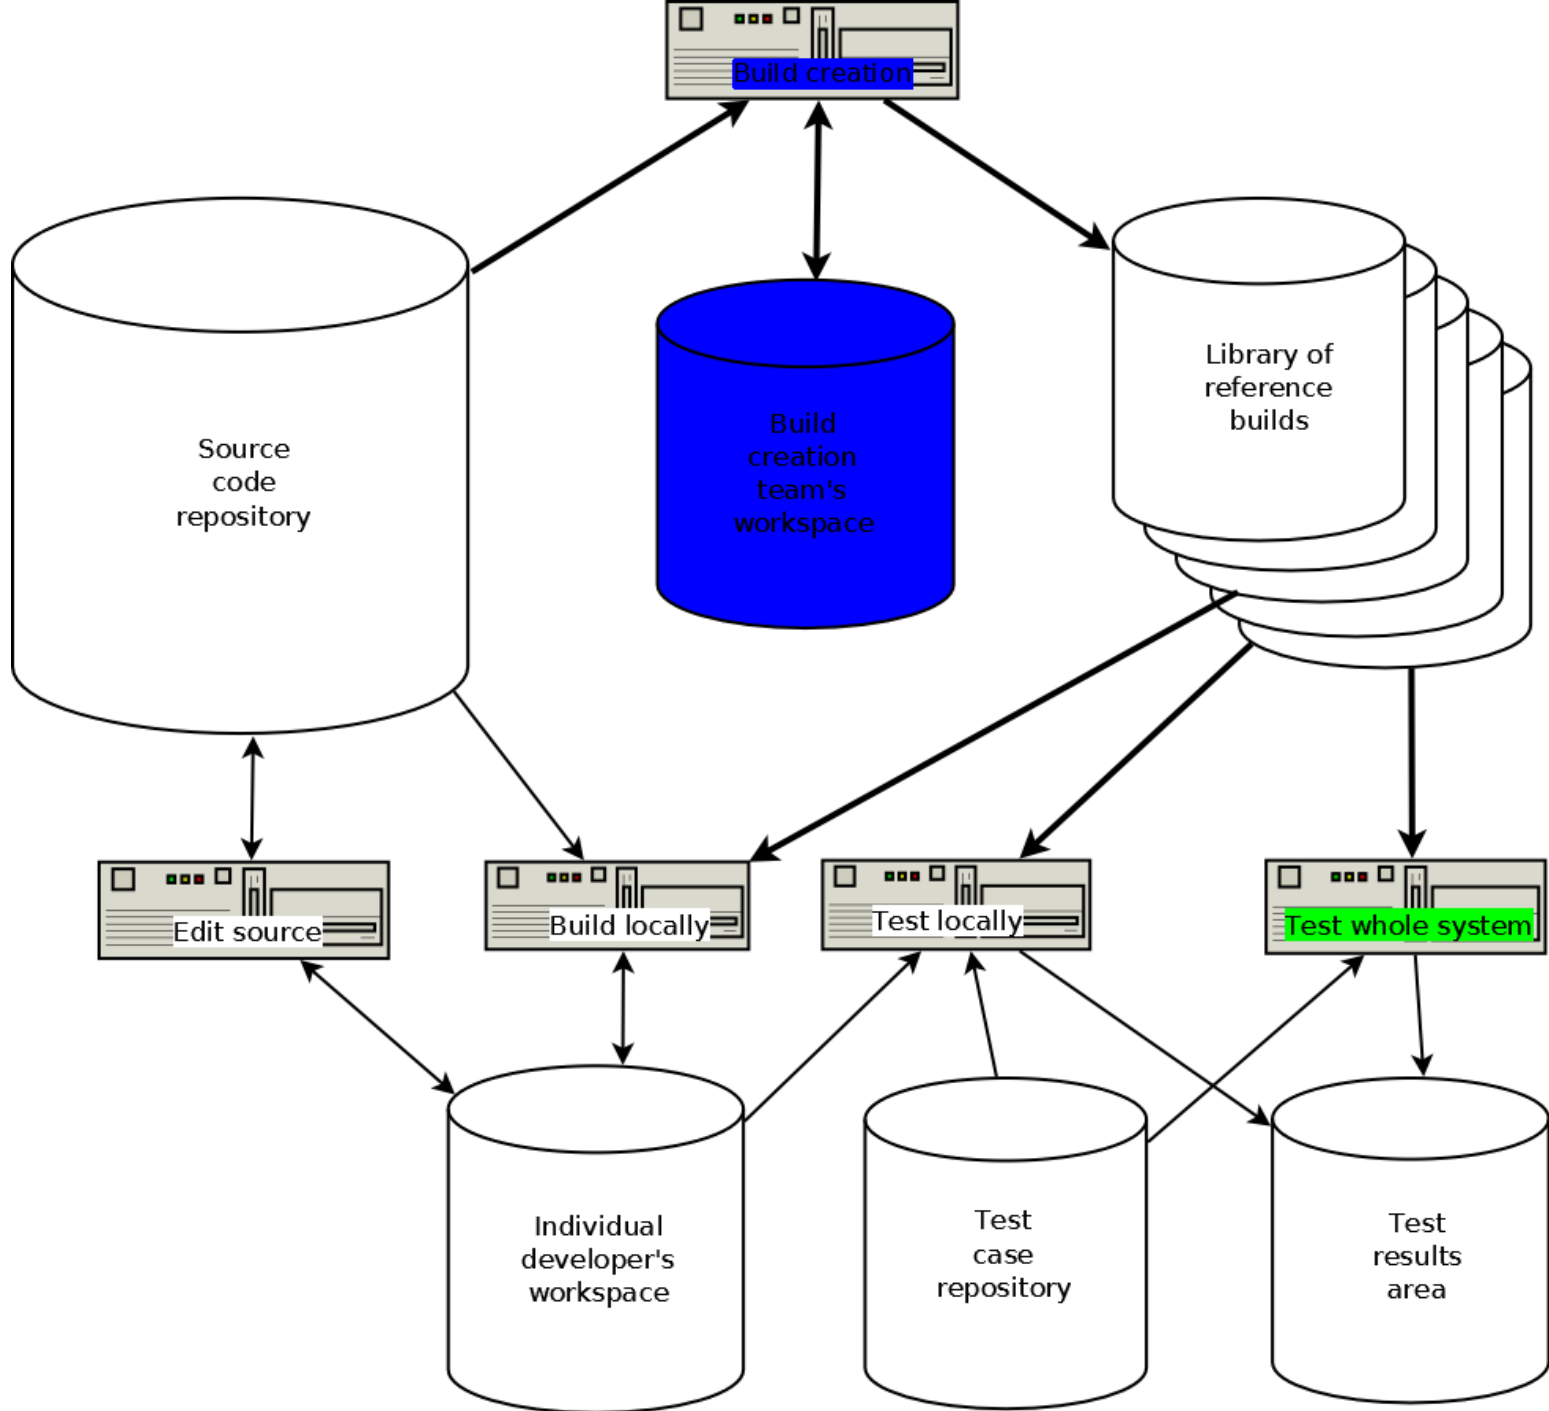 Build creation
Source
code
repository
Build
creation
team's
workspace
Library of
reference
builds
Edit source
Build locally
Test locally
Test whole system
Individual
developer's
workspace
Test
case
repository
Test
results
area